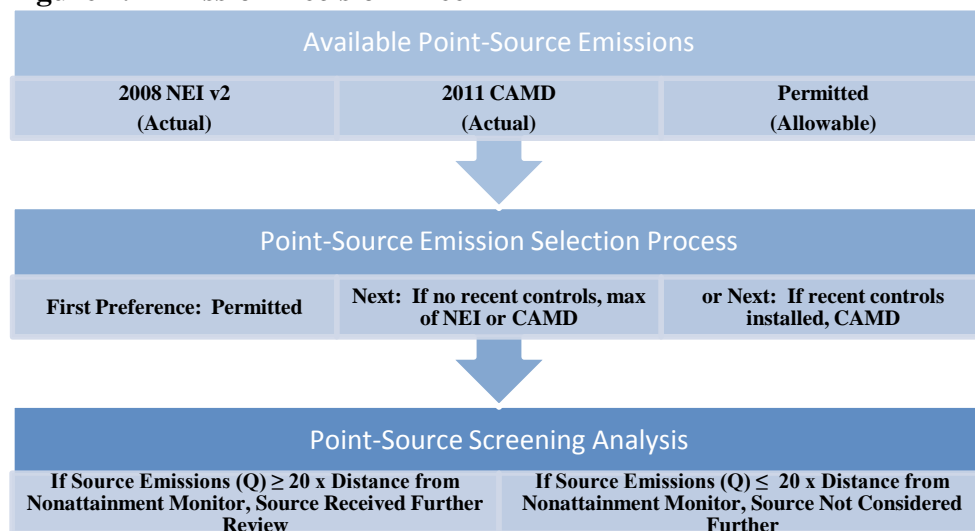 Available Point-Source Emissions
2008 NEI v2
(Actual)
2011 CAMD
(Actual)
Permitted
(Allowable)
Point-Source Emission Selection Process
First Preference: Permitted
Next: If no recent controls, max
of NEI or CAMD
or Next: If recent controls
installed, CAMD
Point-Source Screening Analysis
If Source Emissions (Q) ≥ 20 x Distance from
Nonattainment Monitor, Source Received Further
Review
If Source Emissions (Q) ≤ 20 x Distance from
Nonattainment Monitor, Source Not Considered
Further